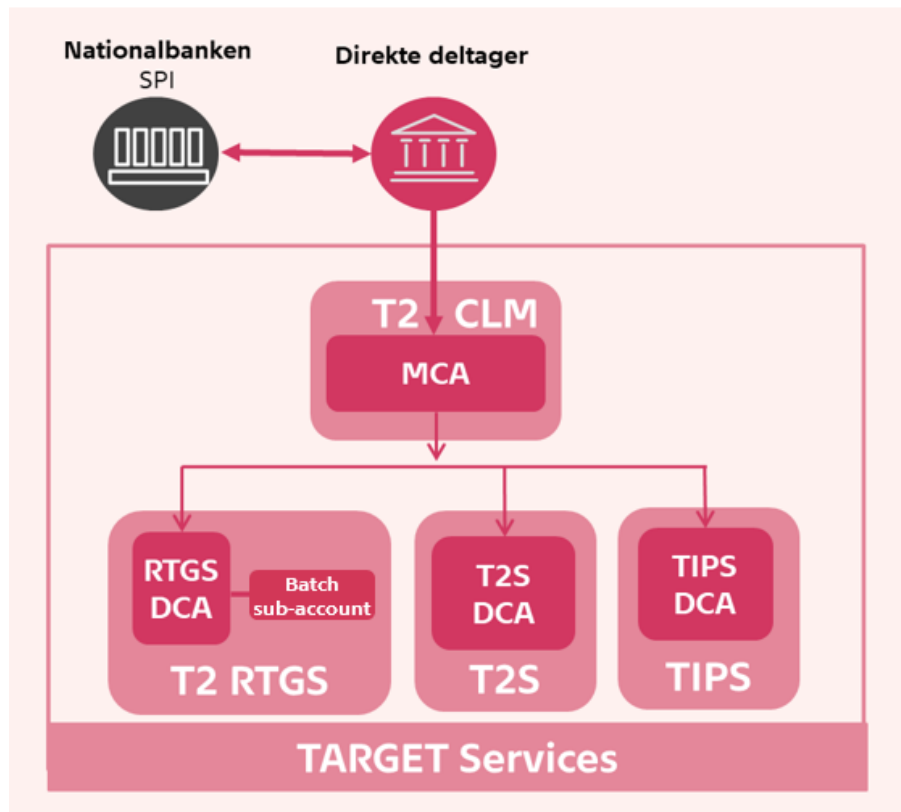 Nationalbanken
SPI
Direkte deltager
T2 CLM
MCA
RTGS
DCA
Batch
sub-account
T2 RTGS
T2S
DCA
T2S
TIPS
DCA
TIPS
TARGET Services